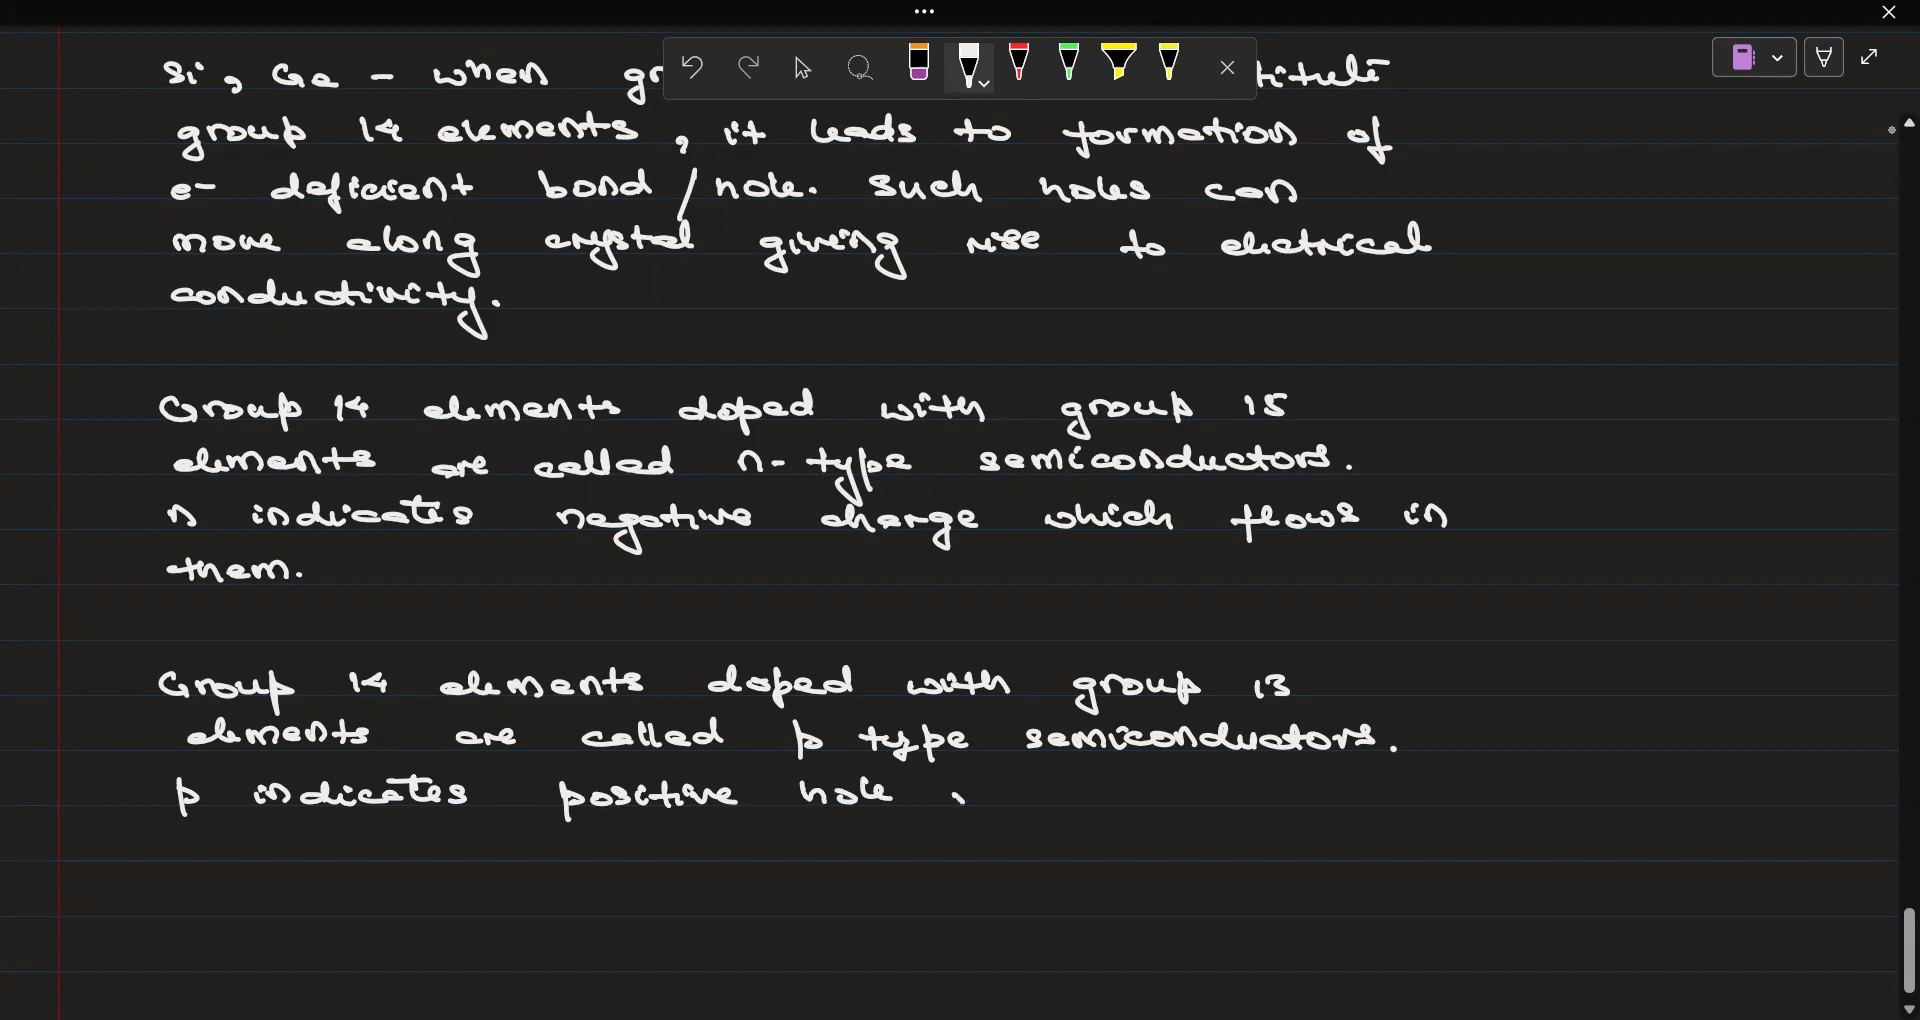 Si, Ge - when
group 14 elements, it leads to formation of
e- deficient bond / hole. Such holes can
move along crystal giving rise to electrical
conductivity.
Group 14 elements doped with group 15
elements are called n-type semiconductors.
n indicates negative charge which flows in
them.
Group 14 elements doped with group 13
elements are called p type semiconductors.
p indicates positive hole